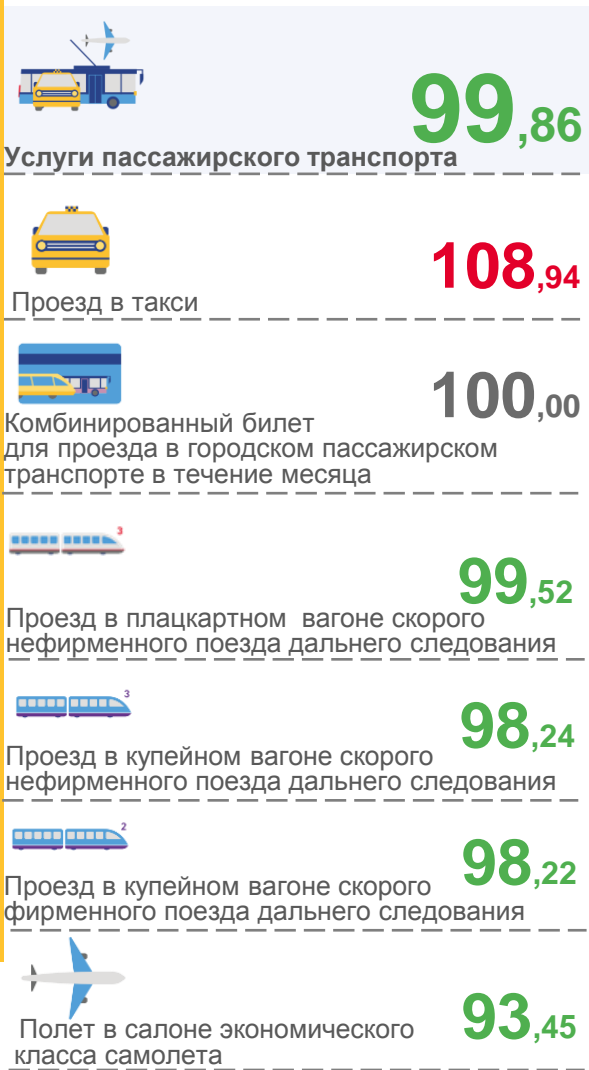 99,86
Услуги пассажирского транспорта
108,94
Проезд в такси
100,00
Комбинированный билет
для проезда в городском пассажирском
транспорте в течение месяца
3
99,52
Проезд в плацкартном вагоне скорого
нефирменного поезда дальнего следования
3
98,24
Проезд в купейном вагоне скорого
нефирменного поезда дальнего следования
2
98,22
Проезд в купейном вагоне скорого
фирменного поезда дальнего следования
93,45
Полет в салоне экономического
класса самолета